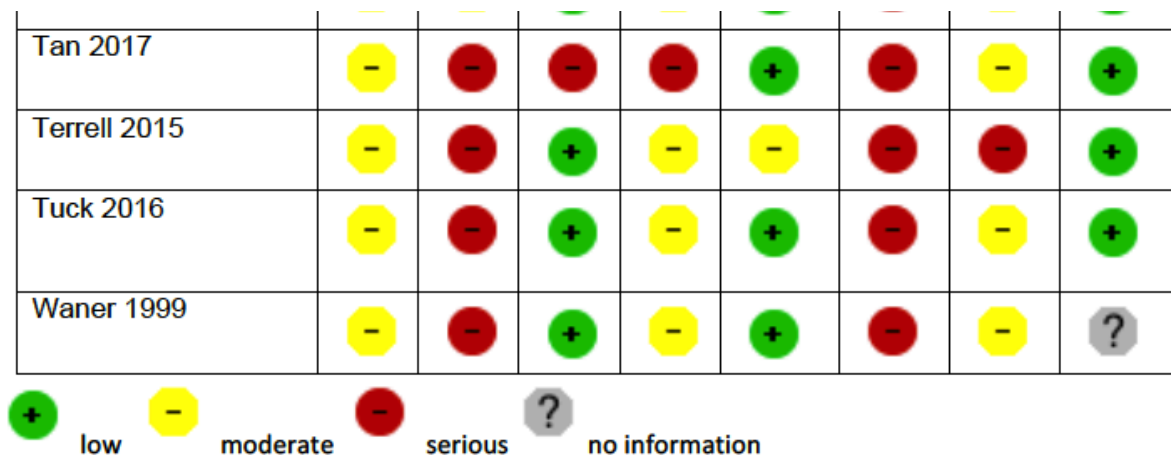 Tan 2017 - - - - + - - +
Terrell 2015 - - + - - - - +
Tuck 2016 - - + - + - - +
Waner 1999 - - + - + - - ?
+ low - moderate - serious ? no information